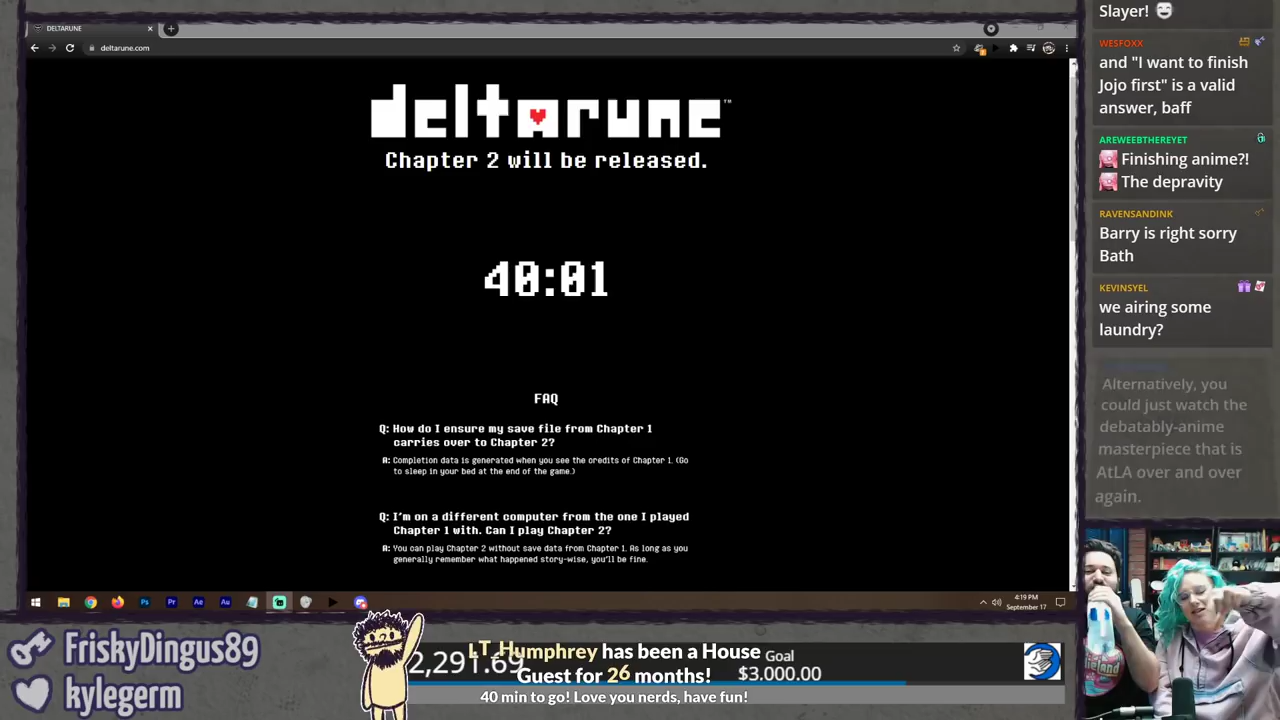 DELTARUNE
deltarune.com
deltarune™
Chapter 2 will be released.
40:01
FAQ
Q: How do I ensure my save file from Chapter 1
carries over to Chapter 2?
A: Completion data is generated when you see the credits of Chapter 1. (Go
to sleep in your bed at the end of the game.)
Q: I'm on a different computer from the one I played
Chapter 1 with. Can I play Chapter 2?
A: You can play Chapter 2 without save data from Chapter 1. As long as you
generally remember what happened story-wise, you'll be fine.
Ps
Pr
Ae
Au
4:19 PM
September 17
Slayer!
WESFOXX
and "I want to finish
Jojo first" is a valid
answer, baff
AREWEBTHEREYET
Finishing anime?!
The depravity
RAVENSANDINK
Barry is right sorry
Bath
KEVINSYEL
we airing some
laundry?
Alternatively, you
could just watch the
debatably-anime
masterpiece that is
AtLA over and over
again.
FriskyDingus89
kylegerm
2,291.69
LT_Humphrey has been a House
Guest for 26 months!
40 min to go! Love you nerds, have fun!
Goal
$3,000.00